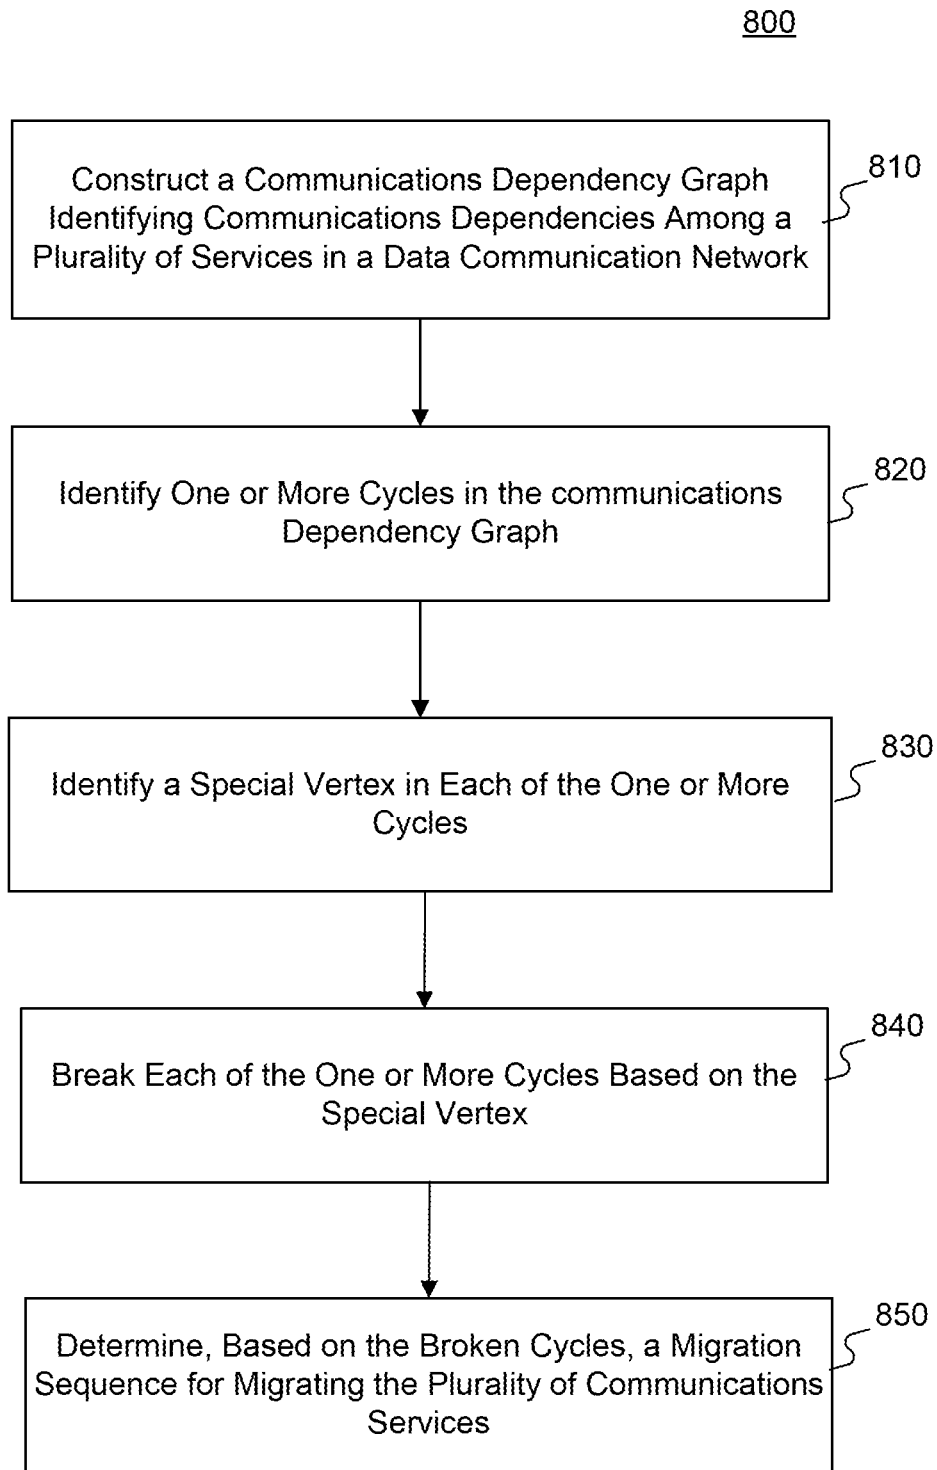 800
Construct a Communications Dependency Graph
Identifying Communications Dependencies Among a
Plurality of Services in a Data Communication Network
810
Identify One or More Cycles in the communications
Dependency Graph
820
Identify a Special Vertex in Each of the One or More
Cycles
830
Break Each of the One or More Cycles Based on the
Special Vertex
840
Determine, Based on the Broken Cycles, a Migration
Sequence for Migrating the Plurality of Communications
Services
850